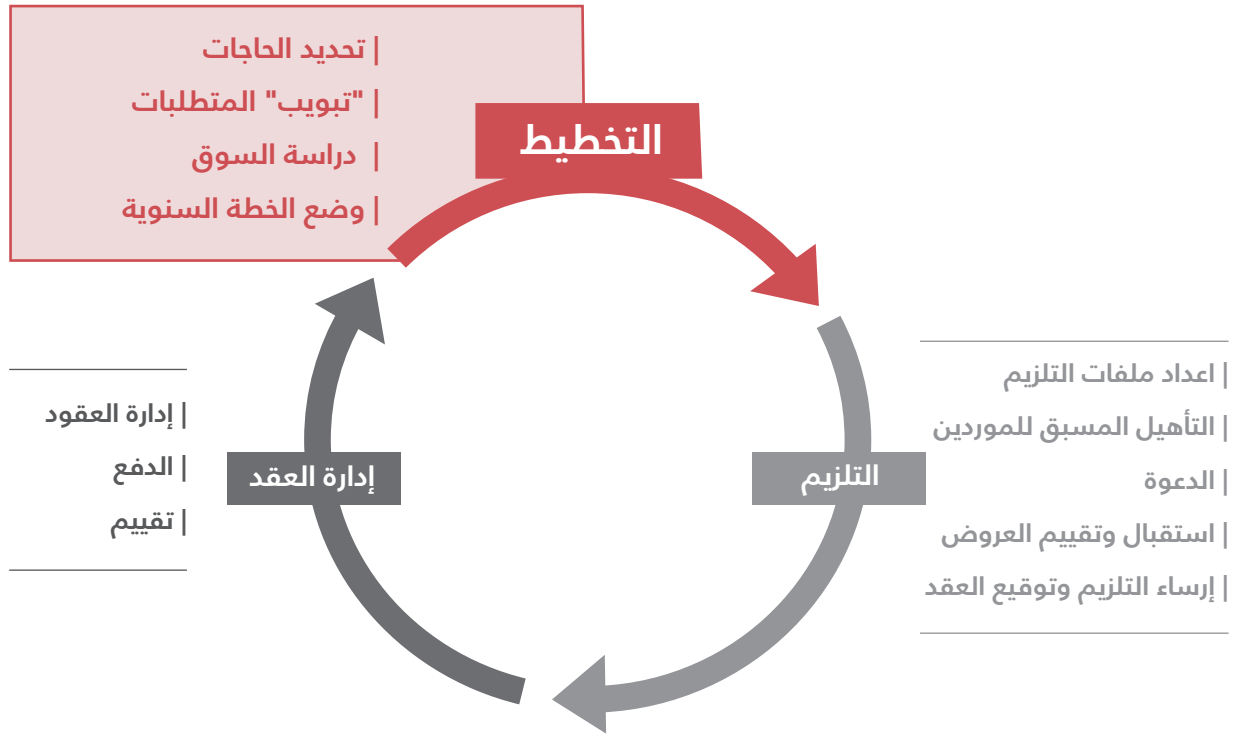 التخطيط
| تحديد الحاجات
| "تبويب" المتطلبات
| دراسة السوق
| وضع الخطة السنوية
التلزيم
| اعداد ملفات التلزيم
| التأهيل المسبق للموردين
| الدعوة
| استقبال وتقييم العروض
| إرساء التلزيم وتوقيع العقد
إدارة العقد
| إدارة العقود
| الدفع
| تقييم